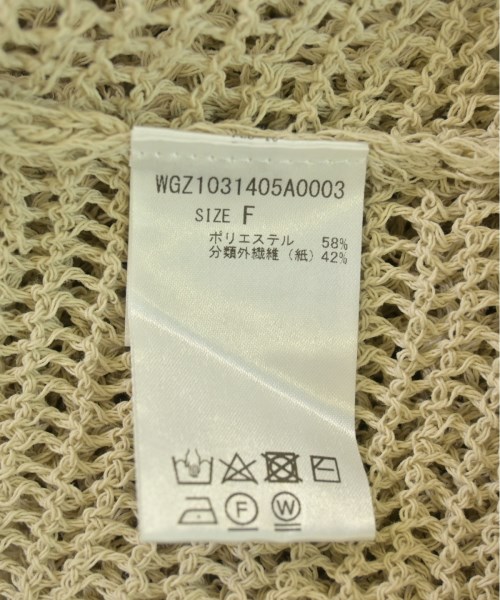 WGZ1031405A0003
SIZE F
ポリエステル 58%
分類外繊維(紙) 42%
F W